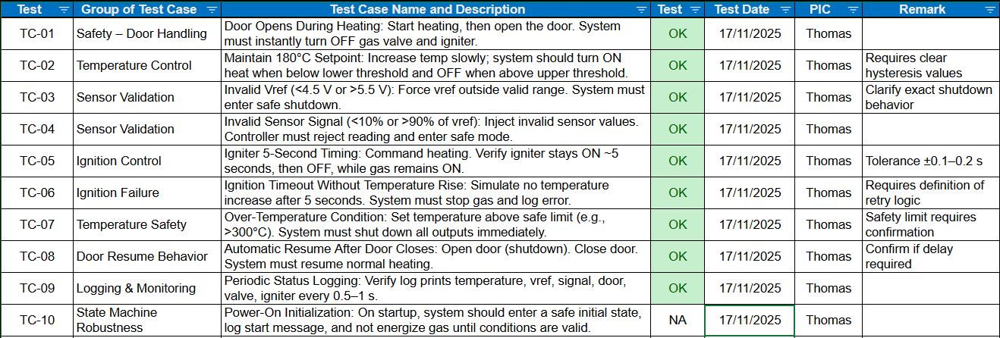 Test Group of Test Case Test Case Name and Description Test Test Date PIC Remark
TC-01 Safety – Door Handling Door Opens During Heating: Start heating, then open the door. System must instantly turn OFF gas valve and igniter. OK 17/11/2025 Thomas
TC-02 Temperature Control Maintain 180°C Setpoint: Increase temp slowly; system should turn ON heat when below lower threshold and OFF when above upper threshold. OK 17/11/2025 Thomas Requires clear hysteresis values
TC-03 Sensor Validation Invalid Vref (<4.5 V or >5.5 V): Force vref outside valid range. System must enter safe shutdown. OK 17/11/2025 Thomas Clarify exact shutdown behavior
TC-04 Sensor Validation Invalid Sensor Signal (<10% or >90% of vref): Inject invalid sensor values. Controller must reject reading and enter safe mode. OK 17/11/2025 Thomas
TC-05 Ignition Control Igniter 5-Second Timing: Command heating. Verify igniter stays ON ~5 seconds, then OFF, while gas remains ON. OK 17/11/2025 Thomas Tolerance ±0.1–0.2 s
TC-06 Ignition Failure Ignition Timeout Without Temperature Rise: Simulate no temperature increase after 5 seconds. System must stop gas and log error. OK 17/11/2025 Thomas Requires definition of retry logic
TC-07 Temperature Safety Over-Temperature Condition: Set temperature above safe limit (e.g., >300°C). System must shut down all outputs immediately. OK 17/11/2025 Thomas Safety limit requires confirmation
TC-08 Door Resume Behavior Automatic Resume After Door Closes: Open door (shutdown). Close door. System must resume normal heating. OK 17/11/2025 Thomas Confirm if delay required
TC-09 Logging & Monitoring Periodic Status Logging: Verify log prints temperature, vref, signal, door, valve, igniter every 0.5–1 s. OK 17/11/2025 Thomas
TC-10 State Machine Robustness Power-On Initialization: On startup, system should enter a safe initial state, log start message, and not energize gas until conditions are valid. NA 17/11/2025 Thomas